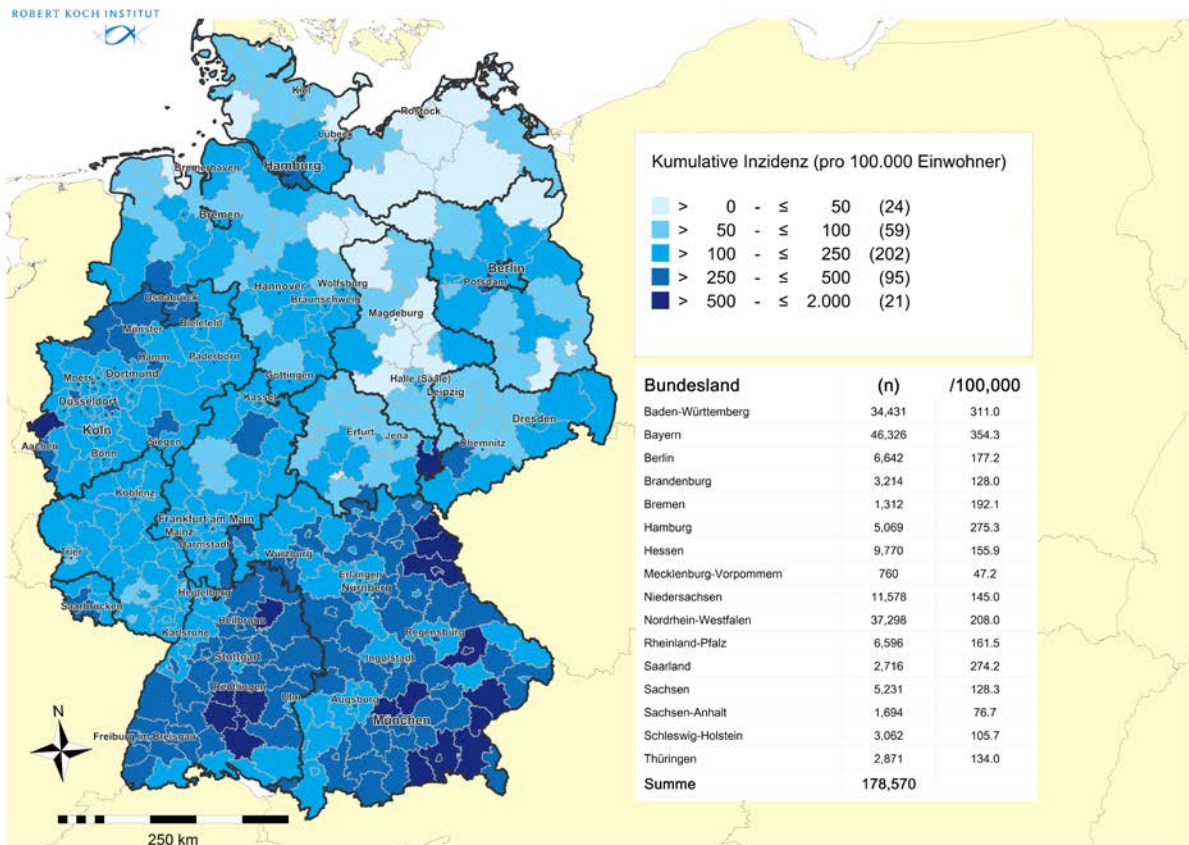 ROBERT KOCH INSTITUT
Kiel
Rostock
Lübeck
Hamburg
Bremerhaven
Bremen
Berlin
Potsdam
Wolfsburg
Hannover
Braunschweig
Osnabrück
Magdeburg
Bielefeld
Münster
Hamm
Paderborn
Moers
Dortmund
Göttingen
Halle (Saale)
Leipzig
Düsseldorf
Kassel
Dresden
Köln
Erfurt
Jena
Aachen
Siegen
Chemnitz
Bonn
Koblenz
Frankfurt am Main
Mainz
Trier
Darmstadt
Würzburg
Erlangen
Nürnberg
Heidelberg
Saarbrücken
Heilbronn
Karlsruhe
Regensburg
Stuttgart
Ingolstadt
Reutlingen
Ulm
Augsburg
München
Freiburg im Breisgau
N
250 km
Kumulative Inzidenz (pro 100.000 Einwohner)
> 0 - ≤ 50 (24)
> 50 - ≤ 100 (59)
> 100 - ≤ 250 (202)
> 250 - ≤ 500 (95)
> 500 - ≤ 2.000 (21)
Bundesland (n) /100,000
Baden-Württemberg 34,431 311.0
Bayern 46,326 354.3
Berlin 6,642 177.2
Brandenburg 3,214 128.0
Bremen 1,312 192.1
Hamburg 5,069 275.3
Hessen 9,770 155.9
Mecklenburg-Vorpommern 760 47.2
Niedersachsen 11,578 145.0
Nordrhein-Westfalen 37,298 208.0
Rheinland-Pfalz 6,596 161.5
Saarland 2,716 274.2
Sachsen 5,231 128.3
Sachsen-Anhalt 1,694 76.7
Schleswig-Holstein 3,062 105.7
Thüringen 2,871 134.0
Summe 178,570